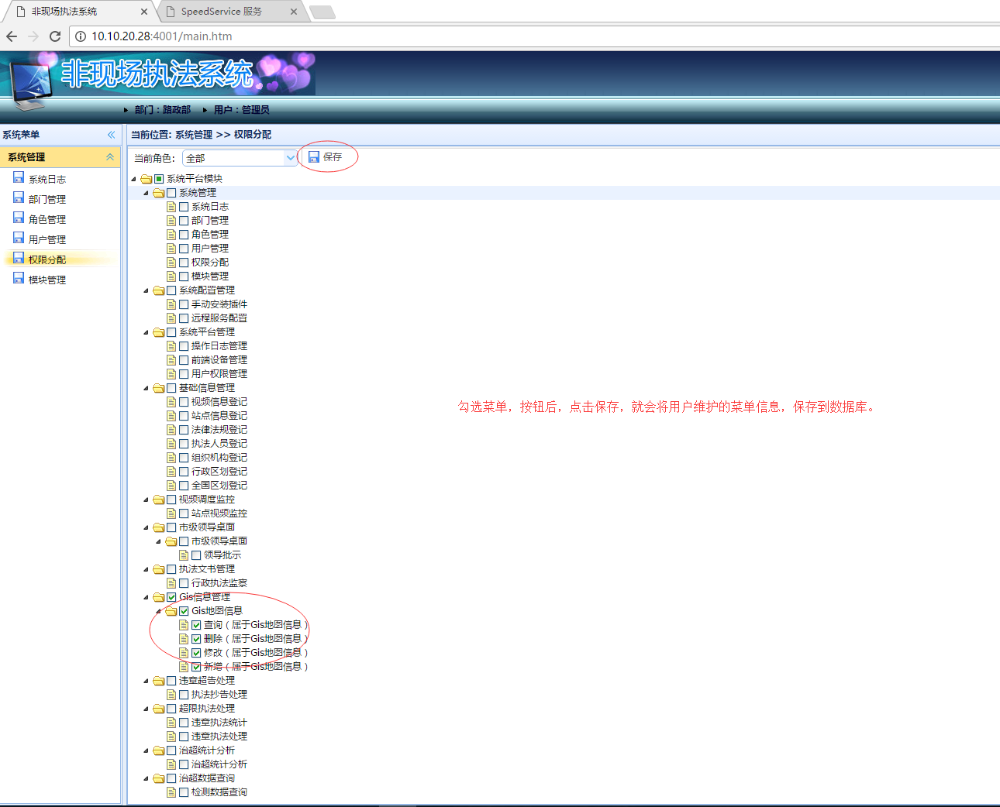 非现场执法系统
SpeedService 服务
10.10.20.28:4001/main.htm
非现场执法系统
部门：路政部 用户：管理员
系统菜单
当前位置: 系统管理 >> 权限分配
系统管理
系统日志
部门管理
角色管理
用户管理
权限分配
模块管理
当前角色: 全部 保存
系统平台模块
系统管理
系统日志
部门管理
角色管理
用户管理
权限分配
模块管理
系统配置管理
手动安装插件
远程服务配置
系统平台管理
操作日志管理
前端设备管理
用户权限管理
基础信息管理
视频信息登记
站点信息登记
法律法规登记
执法人员登记
组织机构登记
行政区划登记
全国区划登记
视频调度监控
站点视频监控
市级领导桌面
市级领导桌面
领导批示
执法文书管理
行政执法监察
Gis信息管理
Gis地图信息
查询（属于Gis地图信息）
删除（属于Gis地图信息）
修改（属于Gis地图信息）
新增（属于Gis地图信息）
违章超告处理
执法抄告处理
超限执法处理
违章执法统计
违章执法处理
治超统计分析
治超统计分析
治超数据查询
检测数据查询
勾选菜单，按钮后，点击保存，就会将用户维护的菜单信息，保存到数据库。